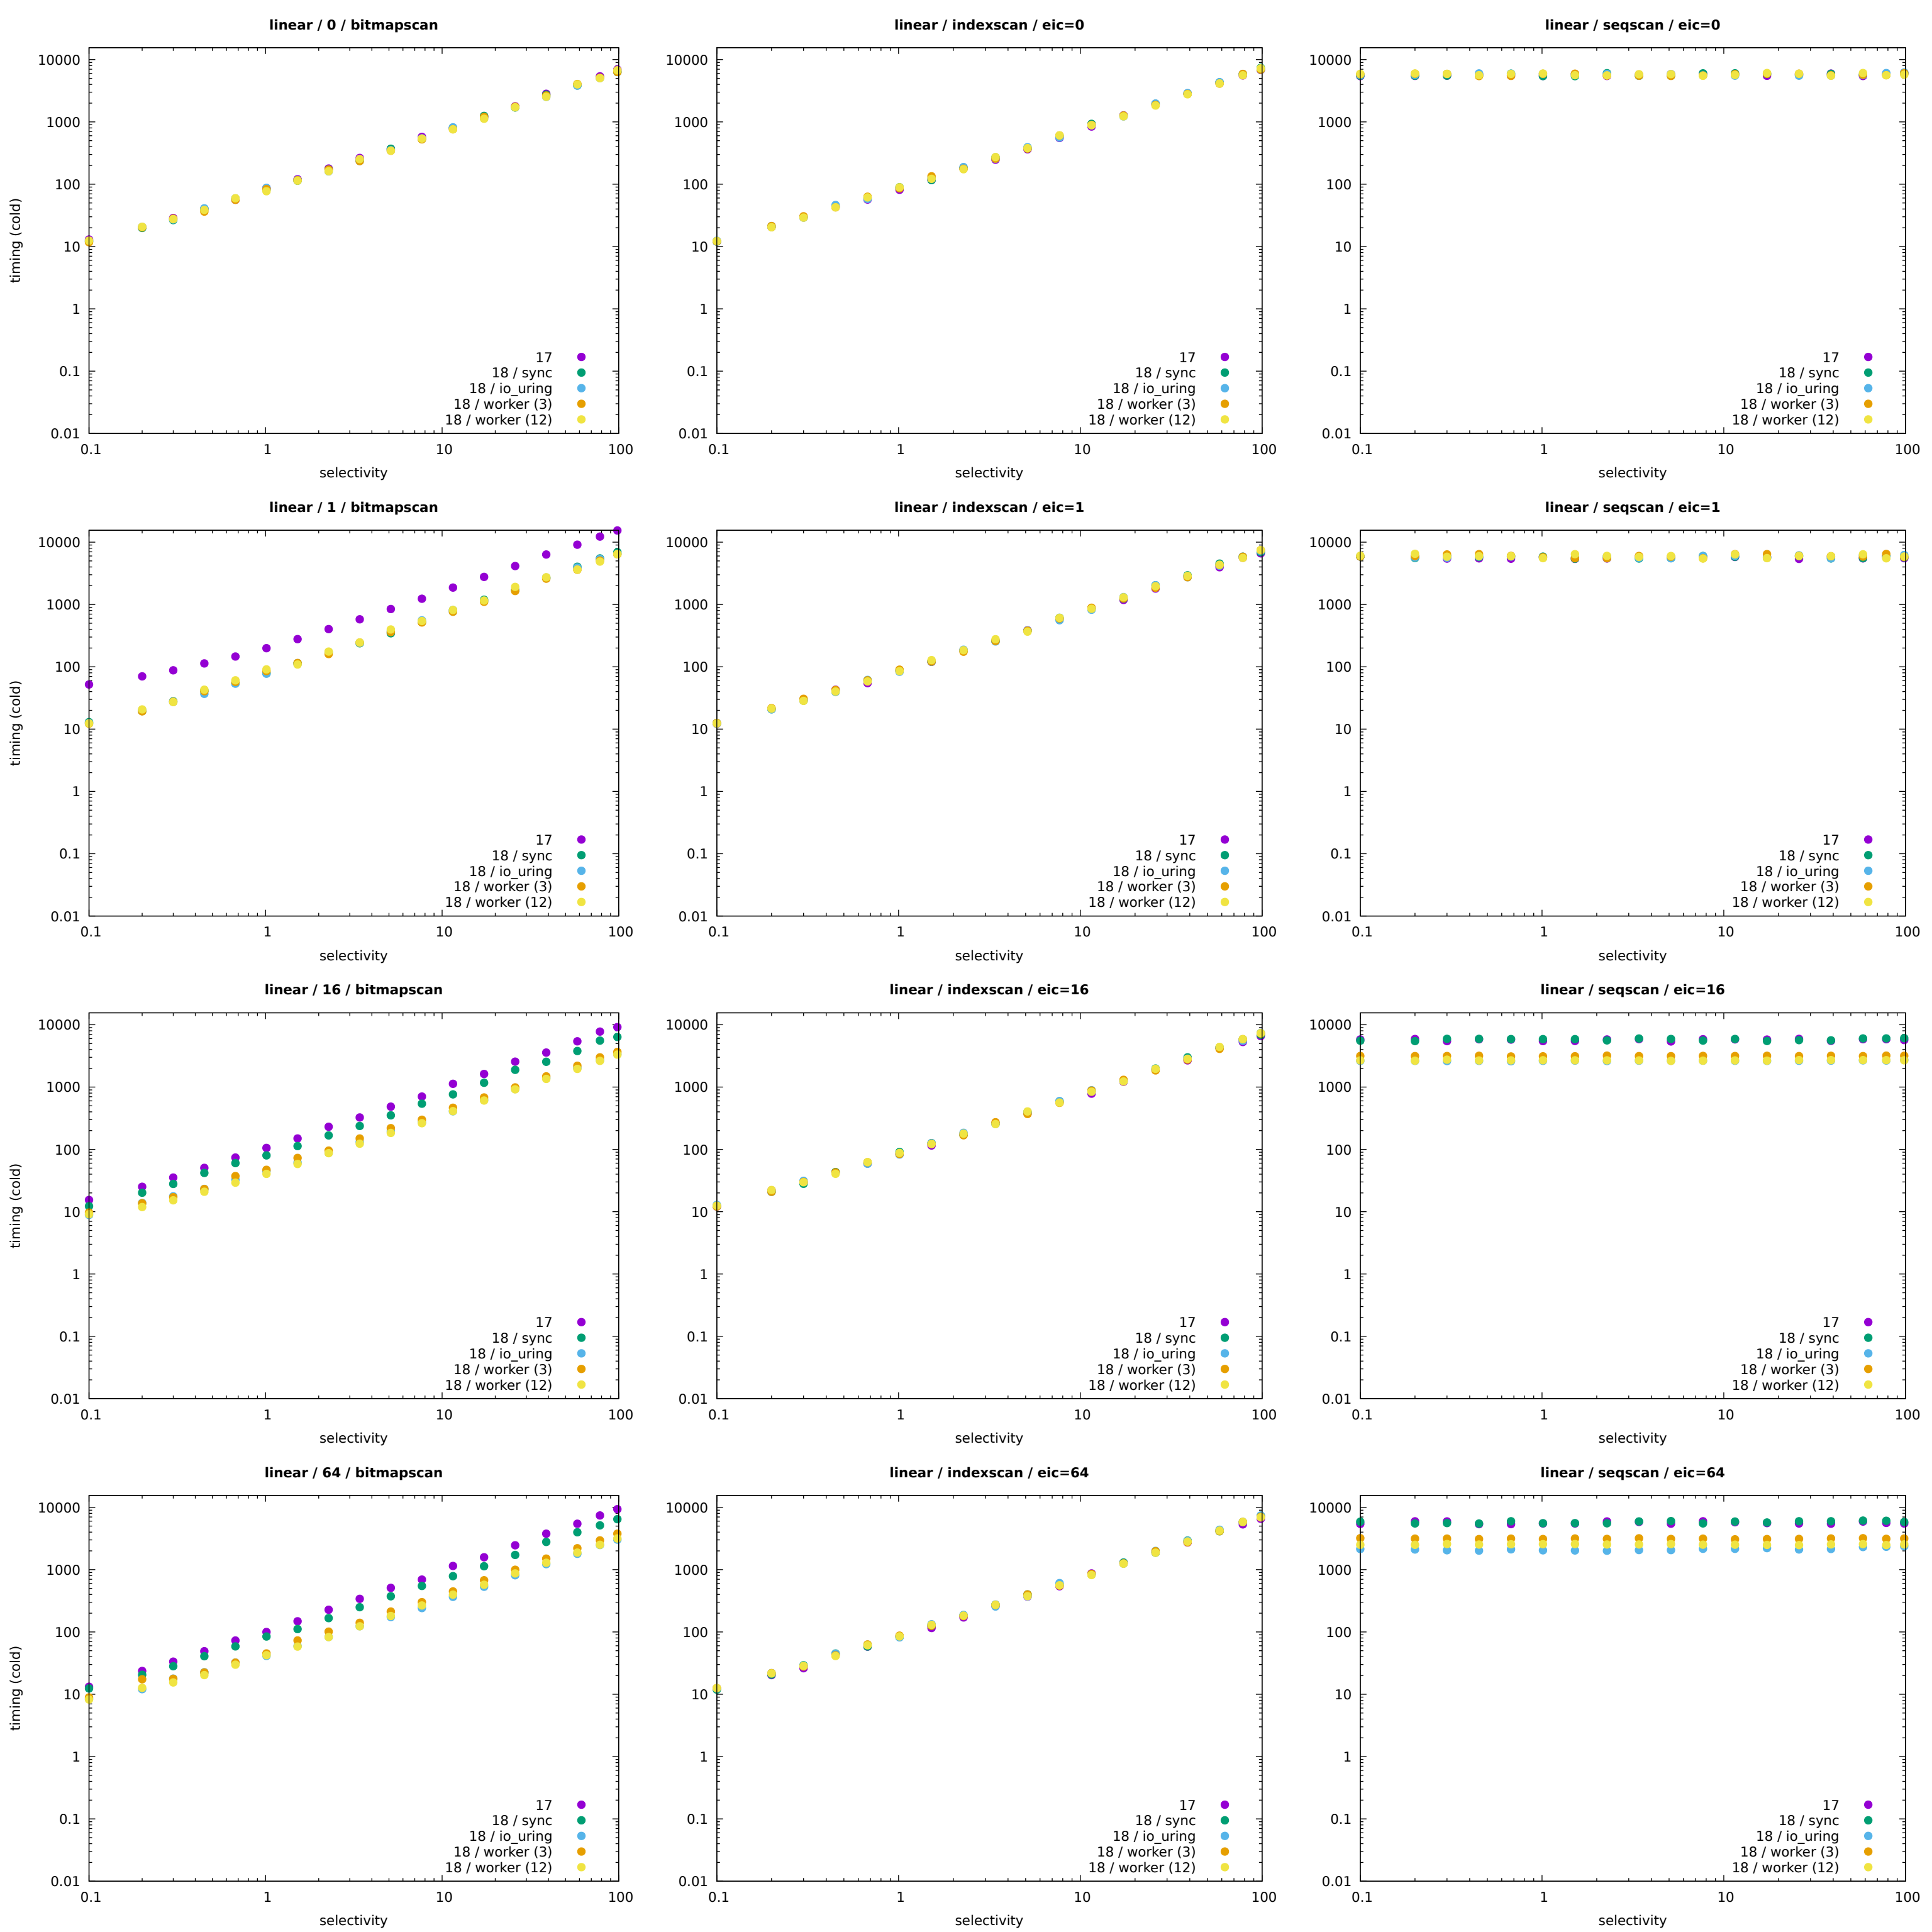 linear / 0 / bitmapscan
10000
1000
100
10
1
0.1
0.01
timing (cold)
17
18 / sync
18 / io_uring
18 / worker (3)
18 / worker (12)
0.1
1
10
100
selectivity
linear / indexscan / eic=0
10000
1000
100
10
1
0.1
0.01
17
18 / sync
18 / io_uring
18 / worker (3)
18 / worker (12)
0.1
1
10
100
selectivity
linear / seqscan / eic=0
10000
1000
100
10
1
0.1
0.01
17
18 / sync
18 / io_uring
18 / worker (3)
18 / worker (12)
0.1
1
10
100
selectivity
linear / 1 / bitmapscan
10000
1000
100
10
1
0.1
0.01
timing (cold)
17
18 / sync
18 / io_uring
18 / worker (3)
18 / worker (12)
0.1
1
10
100
selectivity
linear / indexscan / eic=1
10000
1000
100
10
1
0.1
0.01
17
18 / sync
18 / io_uring
18 / worker (3)
18 / worker (12)
0.1
1
10
100
selectivity
linear / seqscan / eic=1
10000
1000
100
10
1
0.1
0.01
17
18 / sync
18 / io_uring
18 / worker (3)
18 / worker (12)
0.1
1
10
100
selectivity
linear / 16 / bitmapscan
10000
1000
100
10
1
0.1
0.01
timing (cold)
17
18 / sync
18 / io_uring
18 / worker (3)
18 / worker (12)
0.1
1
10
100
selectivity
linear / indexscan / eic=16
10000
1000
100
10
1
0.1
0.01
17
18 / sync
18 / io_uring
18 / worker (3)
18 / worker (12)
0.1
1
10
100
selectivity
linear / seqscan / eic=16
10000
1000
100
10
1
0.1
0.01
17
18 / sync
18 / io_uring
18 / worker (3)
18 / worker (12)
0.1
1
10
100
selectivity
linear / 64 / bitmapscan
10000
1000
100
10
1
0.1
0.01
timing (cold)
17
18 / sync
18 / io_uring
18 / worker (3)
18 / worker (12)
0.1
1
10
100
selectivity
linear / indexscan / eic=64
10000
1000
100
10
1
0.1
0.01
17
18 / sync
18 / io_uring
18 / worker (3)
18 / worker (12)
0.1
1
10
100
selectivity
linear / seqscan / eic=64
10000
1000
100
10
1
0.1
0.01
17
18 / sync
18 / io_uring
18 / worker (3)
18 / worker (12)
0.1
1
10
100
selectivity